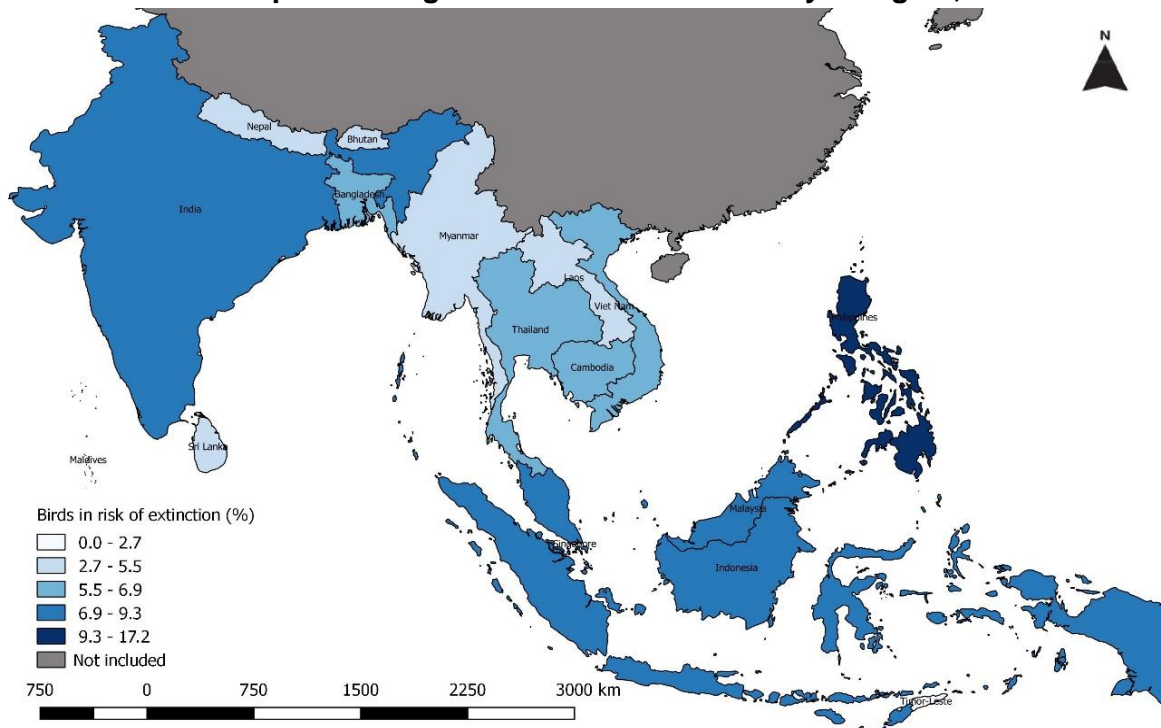 N
Nepal
Bhutan
Bangladesh
India
Myanmar
Laos
Viet Nam
Thailand
Cambodia
Philippines
Sri Lanka
Maldives
Malaysia
Singapore
Indonesia
Timor-Leste
Birds in risk of extinction (%)
0.0 - 2.7
2.7 - 5.5
5.5 - 6.9
6.9 - 9.3
9.3 - 17.2
Not included
750 0 750 1500 2250 3000 km